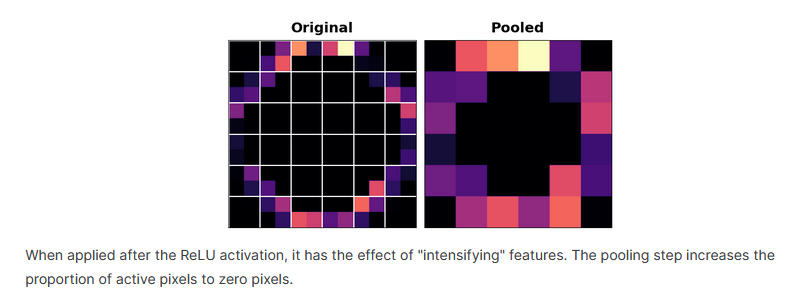 Original
Pooled
When applied after the ReLU activation, it has the effect of "intensifying" features. The pooling step increases the
proportion of active pixels to zero pixels.